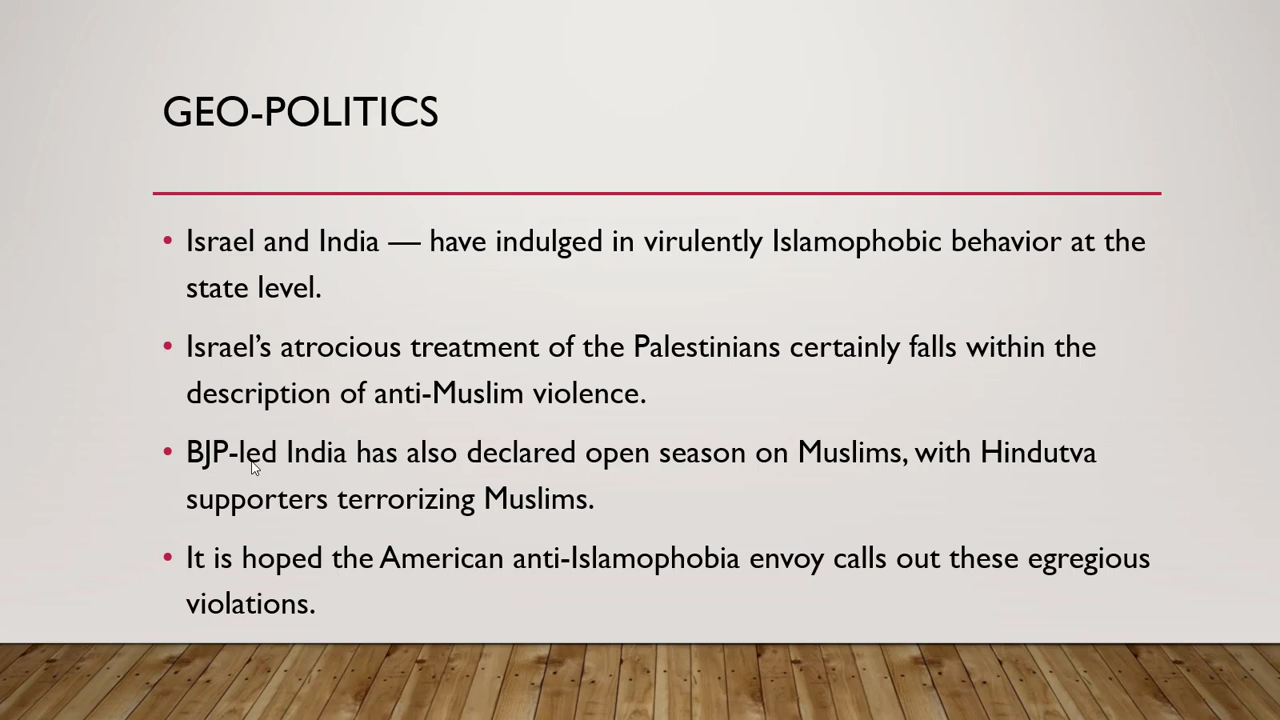 GEO-POLITICS
• Israel and India — have indulged in virulently Islamophobic behavior at the
state level.
• Israel’s atrocious treatment of the Palestinians certainly falls within the
description of anti-Muslim violence.
• BJP-led India has also declared open season on Muslims, with Hindutva
supporters terrorizing Muslims.
• It is hoped the American anti-Islamophobia envoy calls out these egregious
violations.